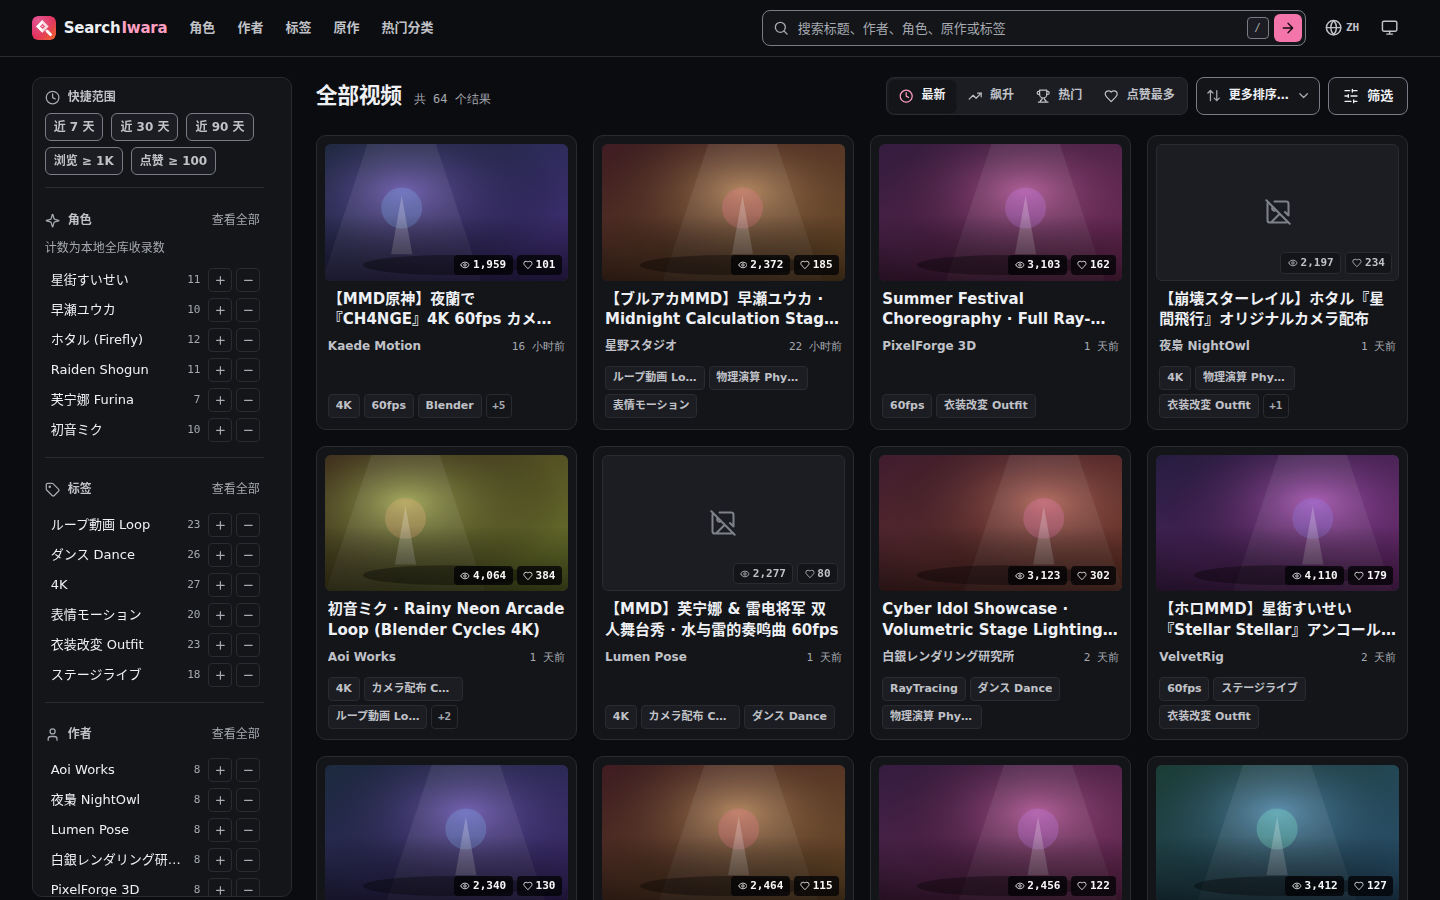 SearchIwara
角色
作者
标签
原作
热门分类
搜索标题、作者、角色、原作或标签
/
ZH
快捷范围
近 7 天
近 30 天
近 90 天
浏览 ≥ 1K
点赞 ≥ 100
角色
查看全部
计数为本地全库收录数
星街すいせい 11 + −
早瀬ユウカ 10 + −
ホタル (Firefly) 12 + −
Raiden Shogun 11 + −
芙宁娜 Furina 7 + −
初音ミク 10 + −
标签
查看全部
ループ動画 Loop 23 + −
ダンス Dance 26 + −
4K 27 + −
表情モーション 20 + −
衣装改変 Outfit 23 + −
ステージライブ 18 + −
作者
查看全部
Aoi Works 8 + −
夜梟 NightOwl 8 + −
Lumen Pose 8 + −
白銀レンダリング研... 8 + −
PixelForge 3D 8 + −
全部视频
共 64 个结果
最新
飙升
热门
点赞最多
更多排序...
筛选
1,959
101
【MMD原神】夜蘭で
『CH4NGE』4K 60fps カメ...
Kaede Motion
16 小时前
4K
60fps
Blender
+5
2,372
185
【ブルアカMMD】早瀬ユウカ ·
Midnight Calculation Stag...
星野スタジオ
22 小时前
ループ動画 Lo...
物理演算 Phy...
表情モーション
3,103
162
Summer Festival
Choreography · Full Ray-...
PixelForge 3D
1 天前
60fps
衣装改変 Outfit
2,197
234
【崩壊スターレイル】ホタル『星
間飛行』オリジナルカメラ配布
夜梟 NightOwl
1 天前
4K
物理演算 Phy...
衣装改変 Outfit
+1
4,064
384
初音ミク · Rainy Neon Arcade
Loop (Blender Cycles 4K)
Aoi Works
1 天前
4K
カメラ配布 C...
ループ動画 Lo...
+2
2,277
80
【MMD】芙宁娜 & 雷电将军 双
人舞台秀 · 水与雷的奏鸣曲 60fps
Lumen Pose
1 天前
4K
カメラ配布 C...
ダンス Dance
3,123
302
Cyber Idol Showcase ·
Volumetric Stage Lighting...
白銀レンダリング研究所
2 天前
RayTracing
ダンス Dance
物理演算 Phy...
4,110
179
【ホロMMD】星街すいせい
『Stellar Stellar』アンコール...
VelvetRig
2 天前
60fps
ステージライブ
衣装改変 Outfit
2,340
130
2,464
115
2,456
122
3,412
127